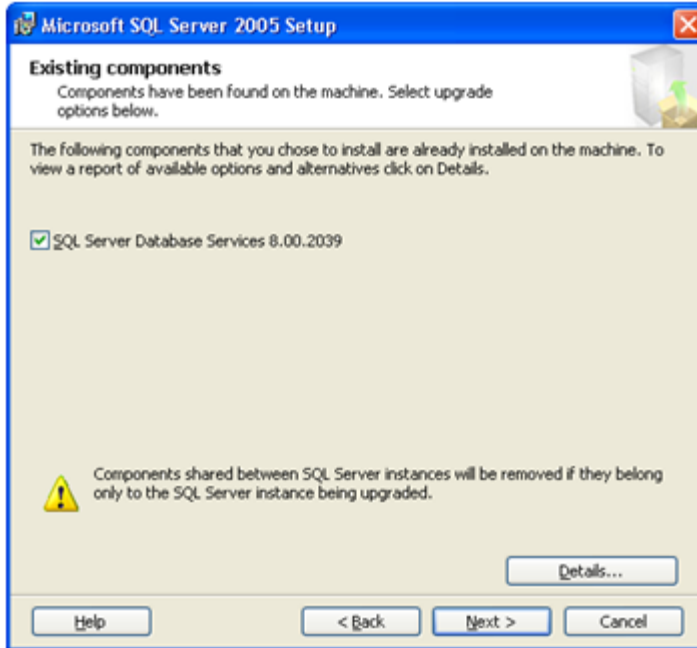 Microsoft SQL Server 2005 Setup
Existing components
Components have been found on the machine. Select upgrade
options below.
The following components that you chose to install are already installed on the machine. To
view a report of available options and alternatives click on Details.
SQL Server Database Services 8.00.2039
Components shared between SQL Server instances will be removed if they belong
only to the SQL Server instance being upgraded.
Details...
Help
< Back
Next >
Cancel